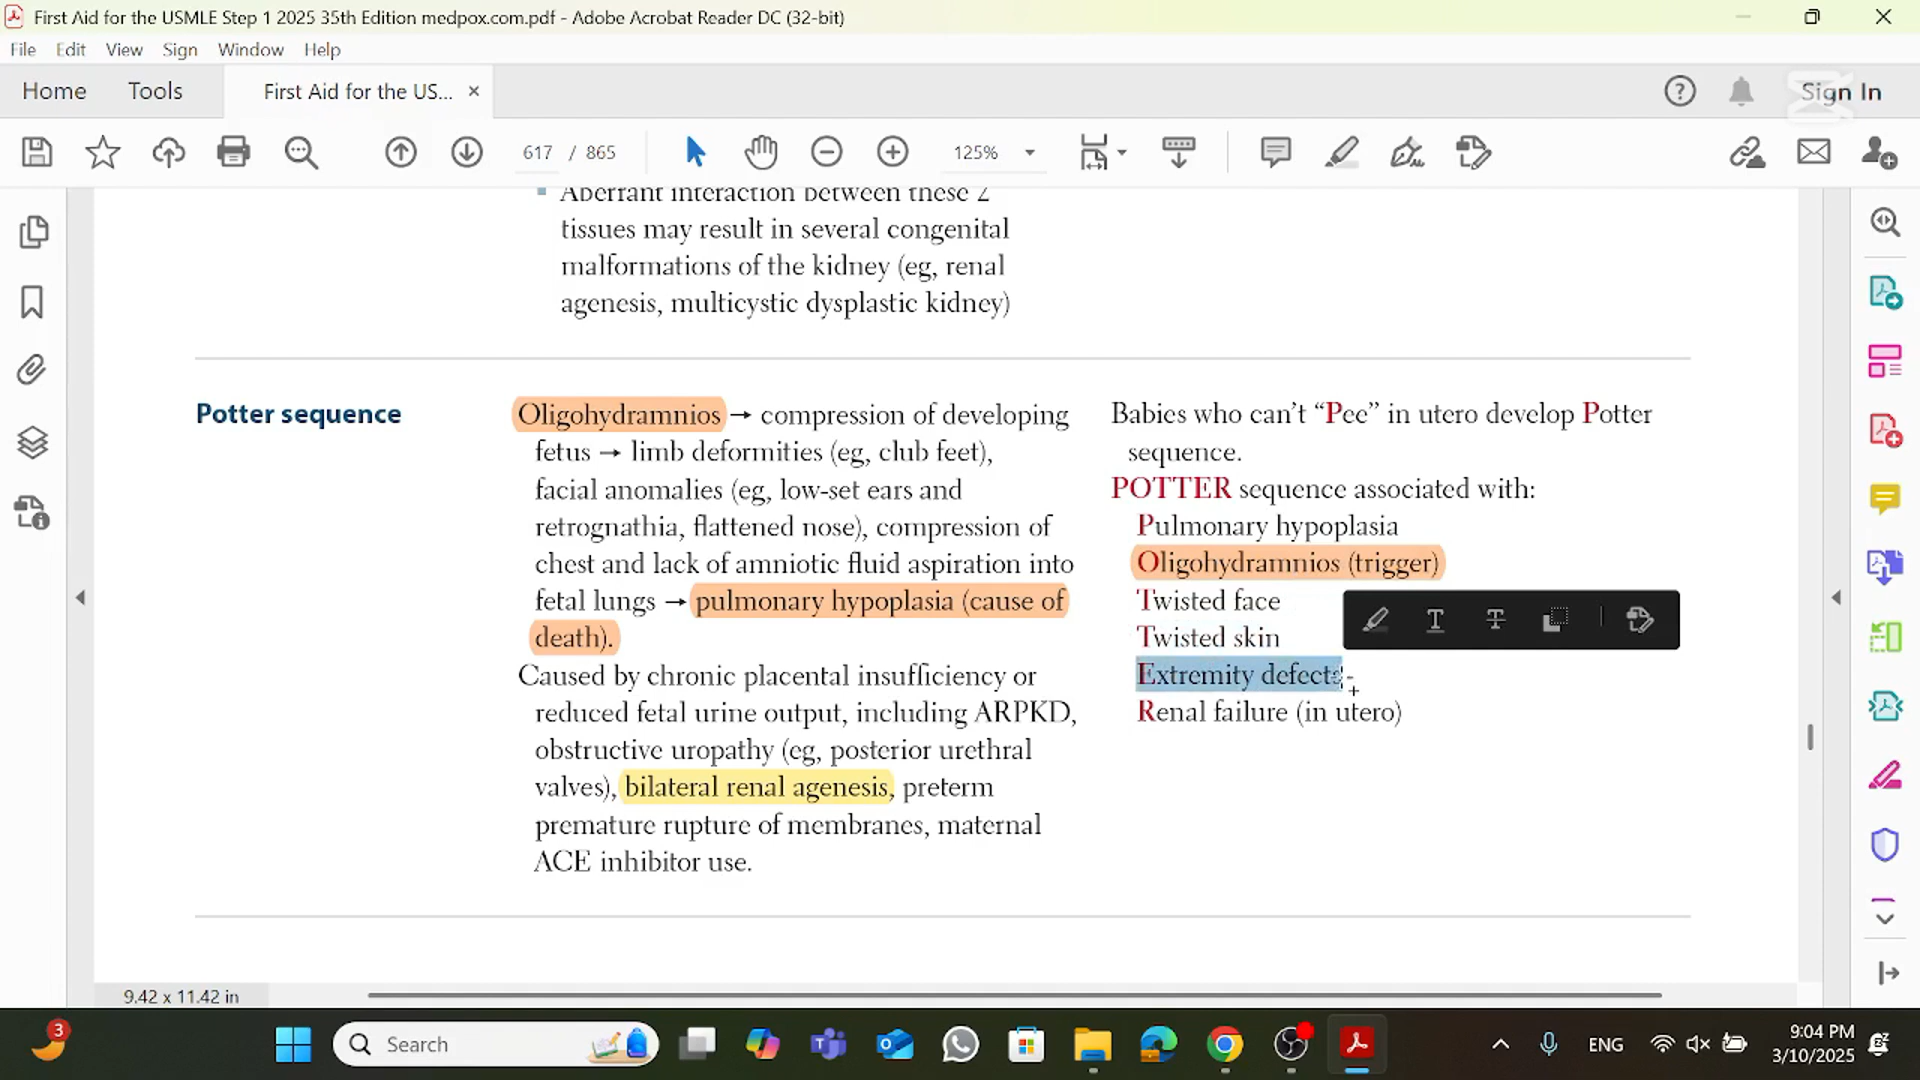 First Aid for the USMLE Step 1 2025 35th Edition medpox.com.pdf - Adobe Acrobat Reader DC (32-bit)
File Edit View Sign Window Help
Home Tools First Aid for the US... × Sign In
617 / 865 125%
Aberrant interaction between these 2
tissues may result in several congenital
malformations of the kidney (eg, renal
agenesis, multicystic dysplastic kidney)
Potter sequence
Oligohydramnios → compression of developing
fetus → limb deformities (eg, club feet),
facial anomalies (eg, low-set ears and
retrognathia, flattened nose), compression of
chest and lack of amniotic fluid aspiration into
fetal lungs → pulmonary hypoplasia (cause of
death).
Caused by chronic placental insufficiency or
reduced fetal urine output, including ARPKD,
obstructive uropathy (eg, posterior urethral
valves), bilateral renal agenesis, preterm
premature rupture of membranes, maternal
ACE inhibitor use.
Babies who can't “Pee” in utero develop Potter
sequence.
POTTER sequence associated with:
Pulmonary hypoplasia
Oligohydramnios (trigger)
Twisted face
Twisted skin
Extremity defects
Renal failure (in utero)
9.42 x 11.42 in
3
Search
ENG
9:04 PM
3/10/2025